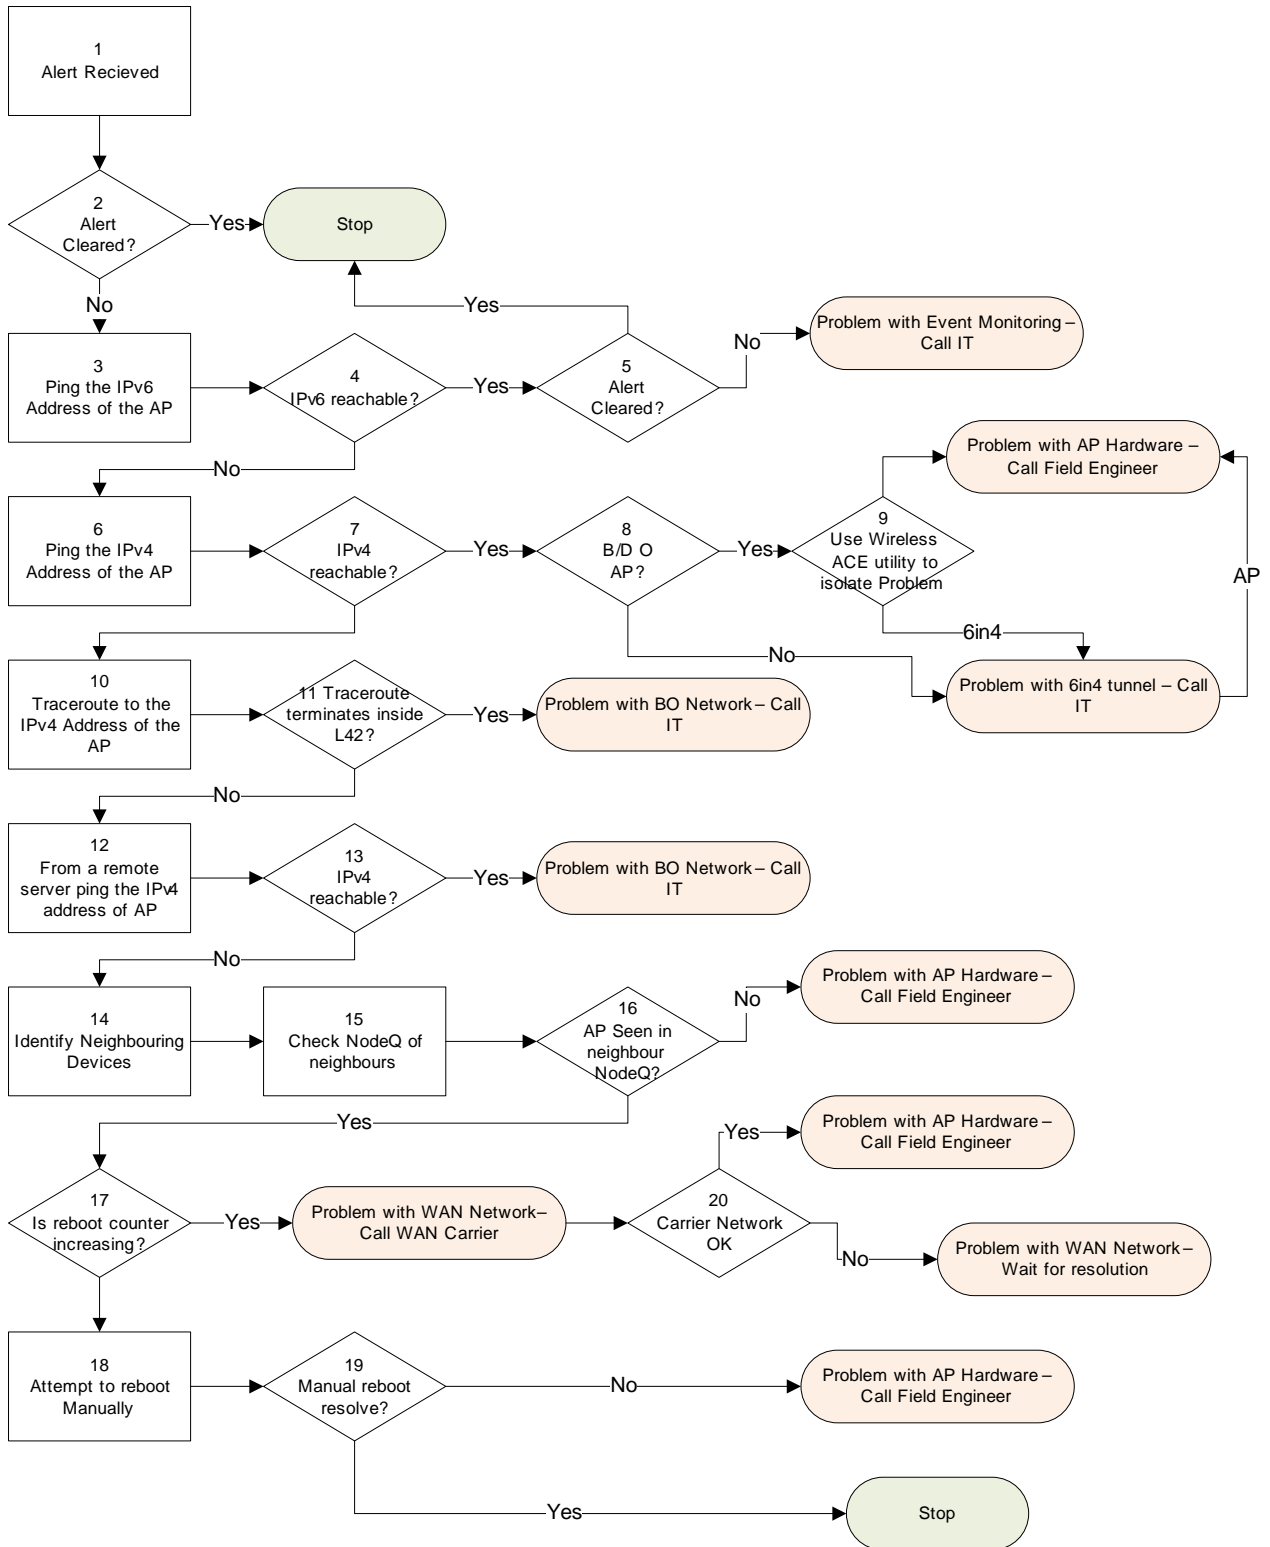 1
Alert Recieved
2
Alert
Cleared?
Yes
Stop
No
Yes
3
Ping the IPv6
Address of the AP
4
IPv6 reachable?
Yes
5
Alert
Cleared?
No
Problem with Event Monitoring –
Call IT
No
6
Ping the IPv4
Address of the AP
7
IPv4
reachable?
Yes
8
B/D O
AP?
Yes
9
Use Wireless
ACE utility to
isolate Problem
Problem with AP Hardware –
Call Field Engineer
AP
6in4
No
Problem with 6in4 tunnel – Call
IT
10
Traceroute to the
IPv4 Address of the
AP
11 Traceroute
terminates inside
L42?
Yes
Problem with BO Network – Call
IT
No
12
From a remote
server ping the IPv4
address of AP
13
IPv4
reachable?
Yes
Problem with BO Network – Call
IT
No
14
Identify Neighbouring
Devices
15
Check NodeQ of
neighbours
16
AP Seen in
neighbour
NodeQ?
No
Problem with AP Hardware –
Call Field Engineer
Yes
17
Is reboot counter
increasing?
Yes
Problem with WAN Network–
Call WAN Carrier
20
Carrier Network
OK
Yes
Problem with AP Hardware –
Call Field Engineer
No
Problem with WAN Network –
Wait for resolution
18
Attempt to reboot
Manually
19
Manual reboot
resolve?
No
Problem with AP Hardware –
Call Field Engineer
Yes
Stop